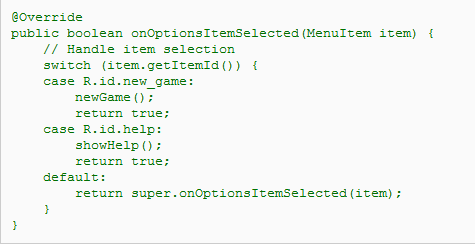 @Override
public boolean onOptionsItemSelected(MenuItem item) {
    // Handle item selection
    switch (item.getItemId()) {
    case R.id.new_game:
        newGame();
        return true;
    case R.id.help:
        showHelp();
        return true;
    default:
        return super.onOptionsItemSelected(item);
    }
}